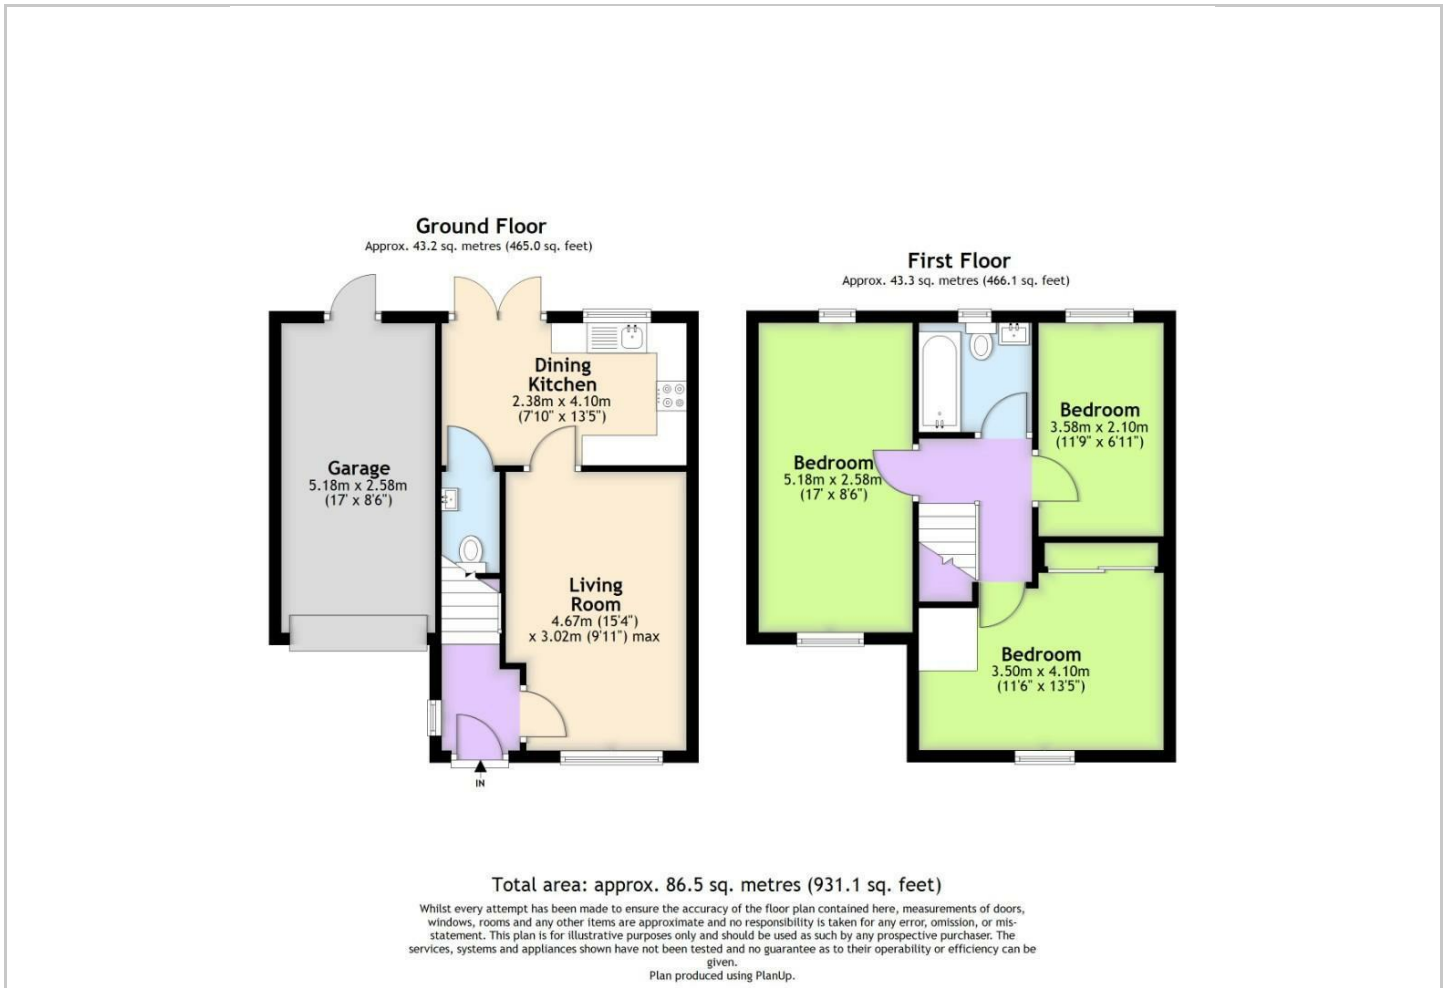 Ground Floor
Approx. 43.2 sq. metres (465.0 sq. feet)
Dining
Kitchen
2.38m x 4.10m
(7'10" x 13'5")
Garage
5.18m x 2.58m
(17' x 8'6")
Living
Room
4.67m (15'4")
x 3.02m (9'11") max
IN
First Floor
Approx. 43.3 sq. metres (466.1 sq. feet)
Bedroom
5.18m x 2.58m
(17' x 8'6")
Bedroom
3.58m x 2.10m
(11'9" x 6'11")
Bedroom
3.50m x 4.10m
(11'6" x 13'5")
Total area: approx. 86.5 sq. metres (931.1 sq. feet)
Whilst every attempt has been made to ensure the accuracy of the floor plan contained here, measurements of doors,
windows, rooms and any other items are approximate and no responsibility is taken for any error, omission, or mis-
statement. This plan is for illustrative purposes only and should be used as such by any prospective purchaser. The
services, systems and appliances shown have not been tested and no guarantee as to their operability or efficiency can be
given.
Plan produced using PlanUp.